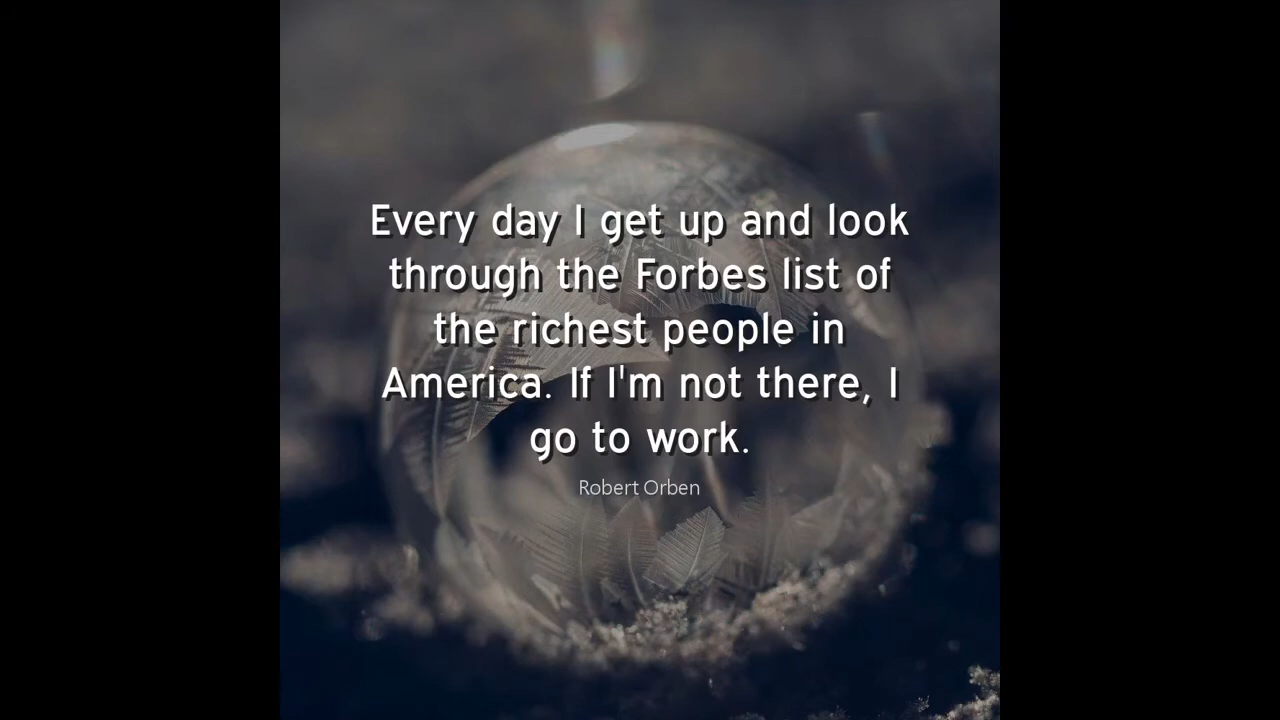 Every day I get up and look
through the Forbes list of
the richest people in
America. If I'm not there, I
go to work.
Robert Orben